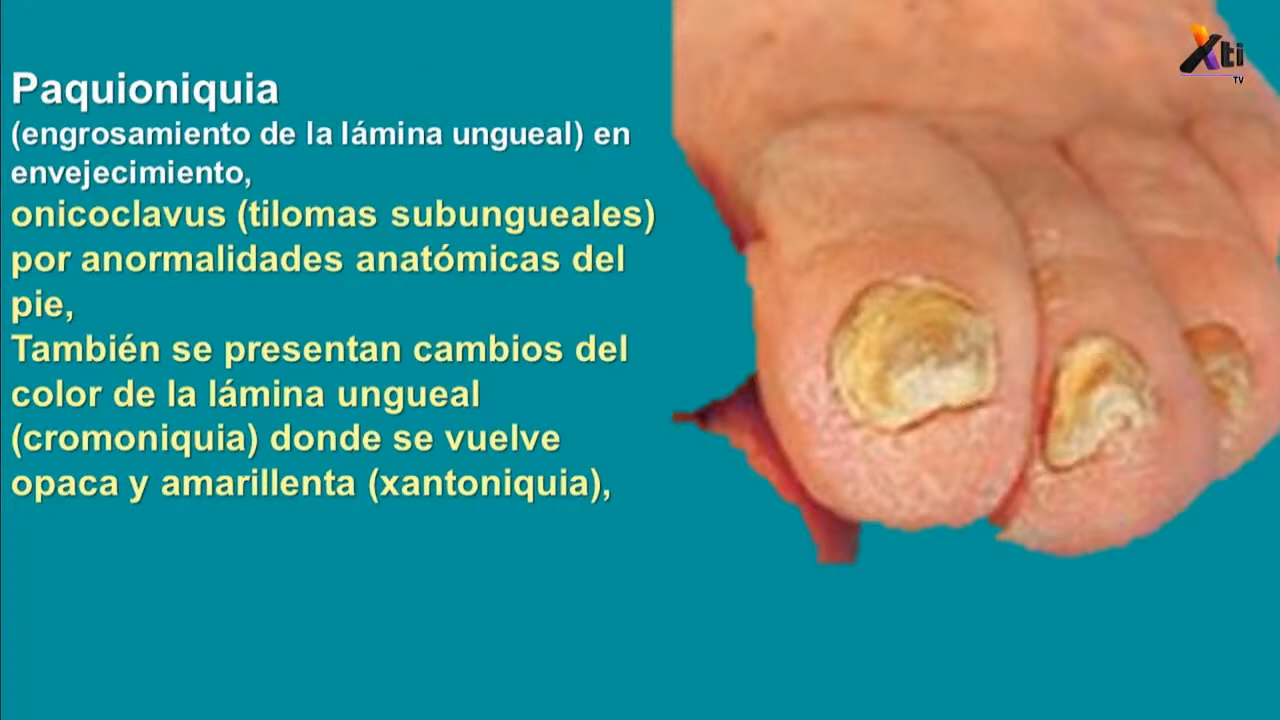 Xti
TV
Paquioniquia
(engrosamiento de la lámina ungueal) en
envejecimiento,
onicoclavus (tilomas subungueales)
por anormalidades anatómicas del
pie,
También se presentan cambios del
color de la lámina ungueal
(cromoniquia) donde se vuelve
opaca y amarillenta (xantoniquia),